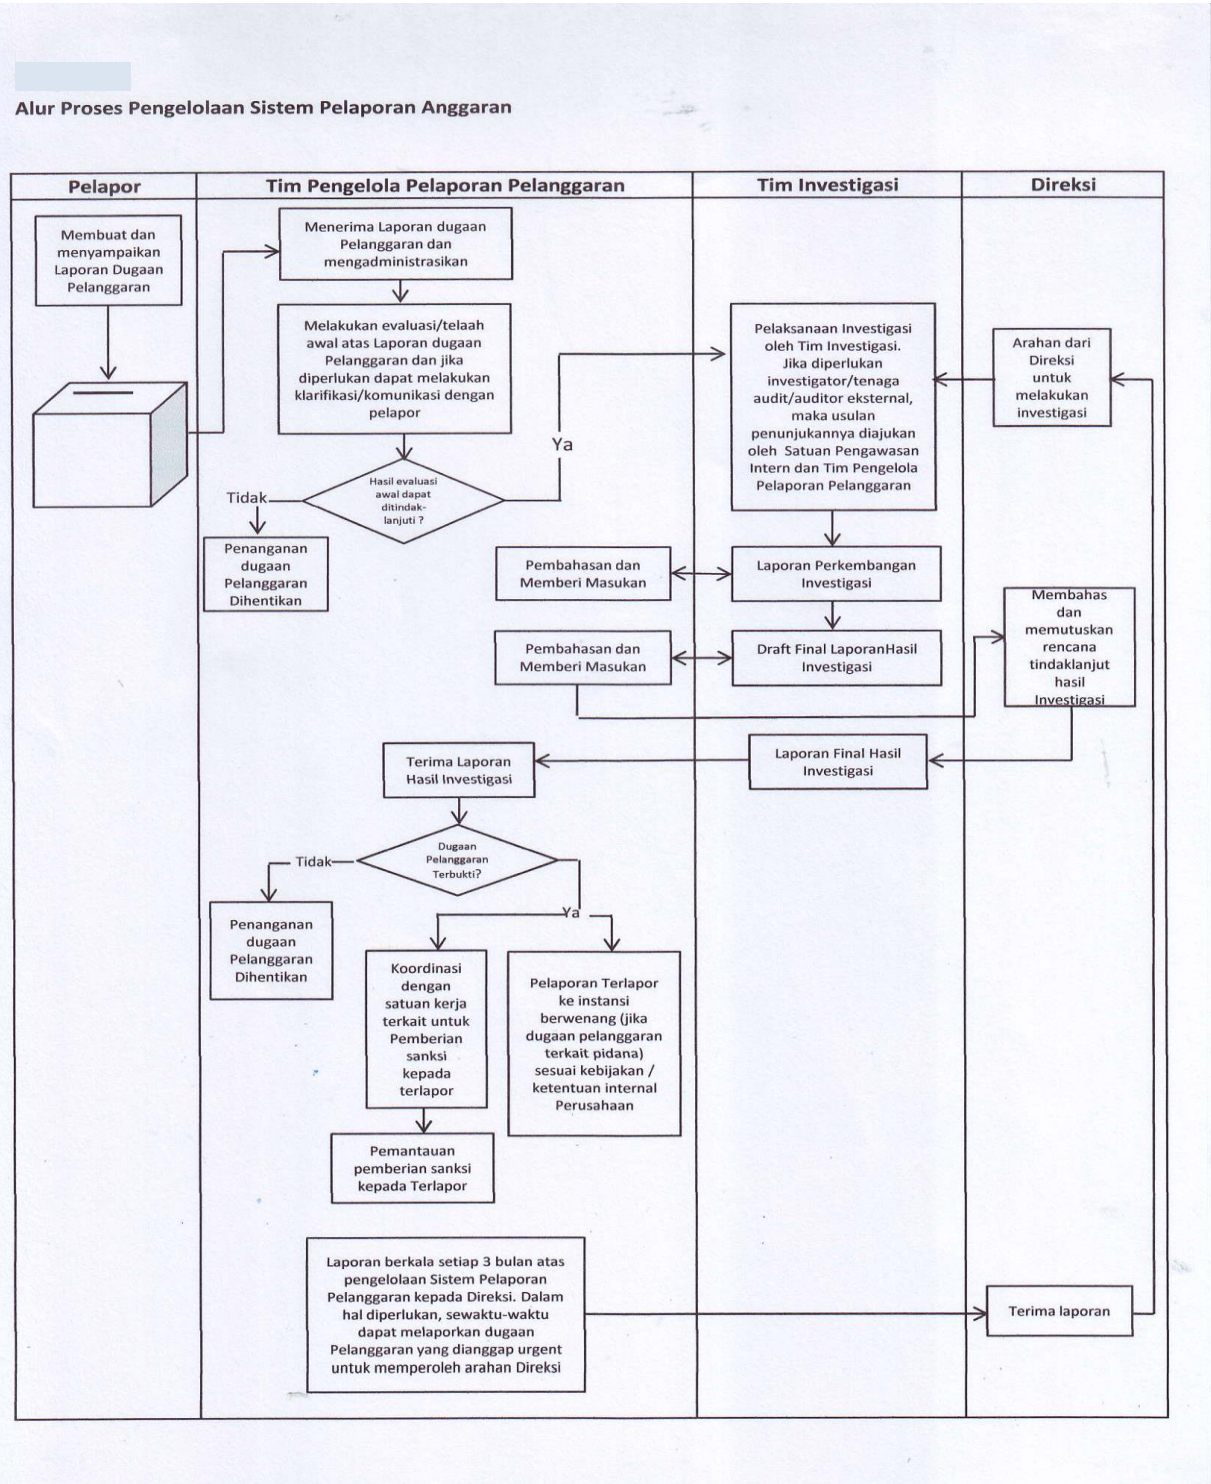 Alur Proses Pengelolaan Sistem Pelaporan Anggaran
Pelapor
Tim Pengelola Pelaporan Pelanggaran
Tim Investigasi
Direksi
Membuat dan
menyampaikan
Laporan Dugaan
Pelanggaran
Menerima Laporan dugaan
Pelanggaran dan
mengadministrasikan
Melakukan evaluasi/telaah
awal atas Laporan dugaan
Pelanggaran dan jika
diperlukan dapat melakukan
klarifikasi/komunikasi dengan
pelapor
Hasil evaluasi
awal dapat
ditindak-
lanjuti ?
Tidak
Ya
Penanganan
dugaan
Pelanggaran
Dihentikan
Pelaksanaan Investigasi
oleh Tim Investigasi.
Jika diperlukan
investigator/tenaga
audit/auditor eksternal,
maka usulan
penunjukannya diajukan
oleh Satuan Pengawasan
Intern dan Tim Pengelola
Pelaporan Pelanggaran
Arahan dari
Direksi
untuk
melakukan
investigasi
Pembahasan dan
Memberi Masukan
Laporan Perkembangan
Investigasi
Pembahasan dan
Memberi Masukan
Draft Final LaporanHasil
Investigasi
Membahas
dan
memutuskan
rencana
tindaklanjut
hasil
Investigasi
Terima Laporan
Hasil Investigasi
Laporan Final Hasil
Investigasi
Dugaan
Pelanggaran
Terbukti?
Tidak
Ya
Penanganan
dugaan
Pelanggaran
Dihentikan
Koordinasi
dengan
satuan kerja
terkait untuk
Pemberian
sanksi
kepada
terlapor
Pelaporan Terlapor
ke instansi
berwenang (jika
dugaan pelanggaran
terkait pidana)
sesuai kebijakan /
ketentuan internal
Perusahaan
Pemantauan
pemberian sanksi
kepada Terlapor
Laporan berkala setiap 3 bulan atas
pengelolaan Sistem Pelaporan
Pelanggaran kepada Direksi. Dalam
hal diperlukan, sewaktu-waktu
dapat melaporkan dugaan
Pelanggaran yang dianggap urgent
untuk memperoleh arahan Direksi
Terima laporan